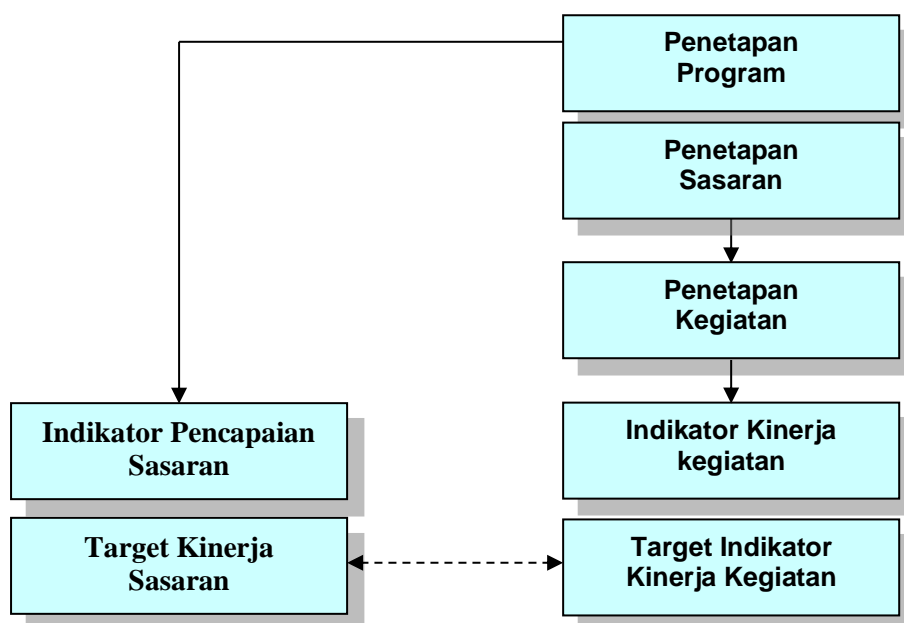 Penetapan
Program
Penetapan
Sasaran
Penetapan
Kegiatan
Indikator Pencapaian
Sasaran
Indikator Kinerja
kegiatan
Target Kinerja
Sasaran
Target Indikator
Kinerja Kegiatan